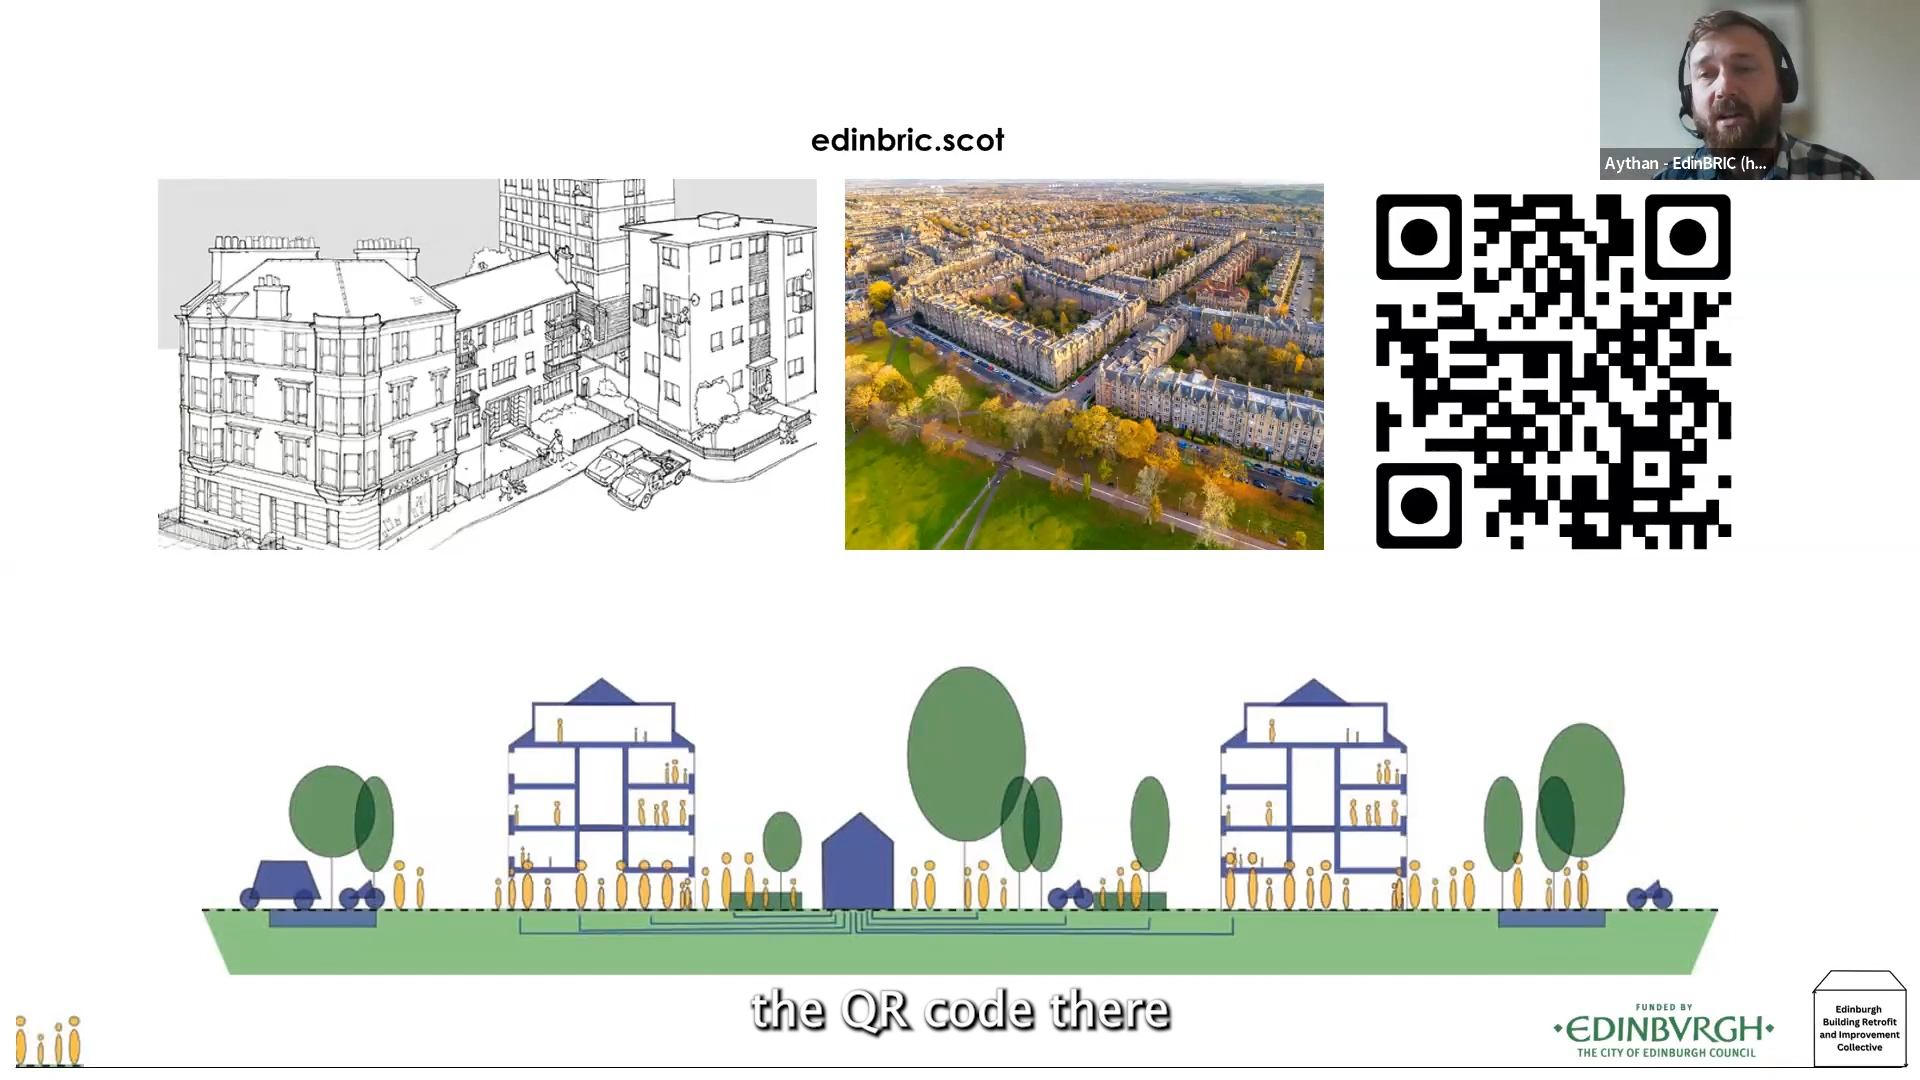 edinbric.scot
Aythan - EdinBRIC (h...
the QR code there
FUNDED BY
·EDINBVRGH·
THE CITY OF EDINBURGH COUNCIL
Edinburgh
Building Retrofit
and Improvement
Collective